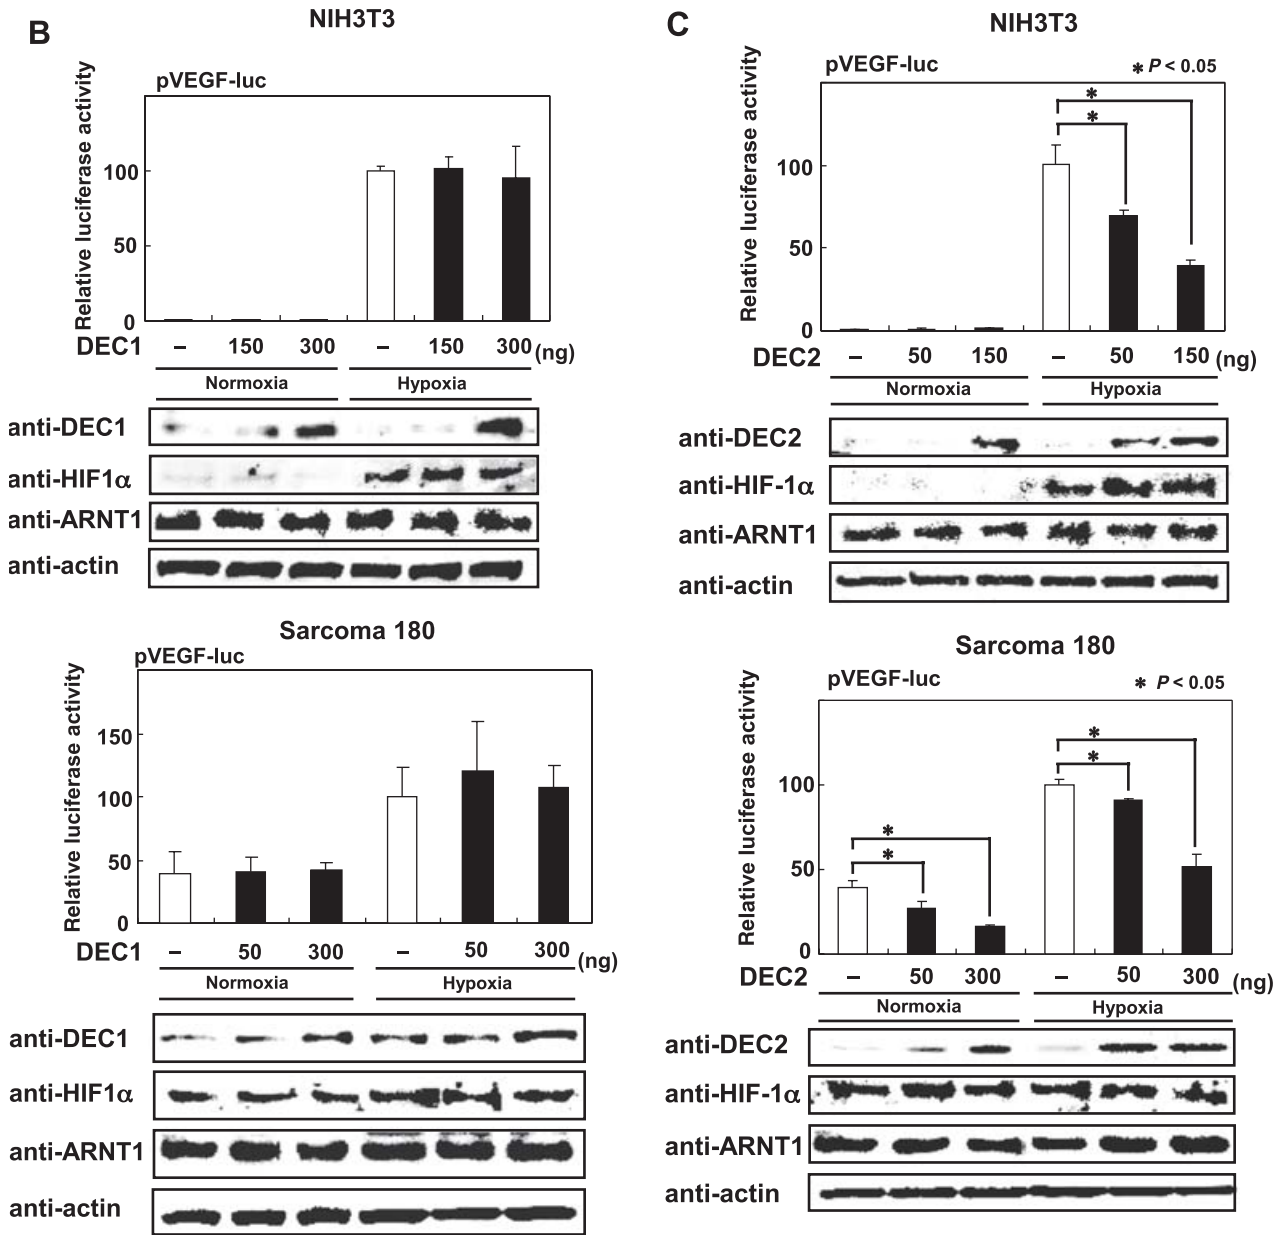 B
NIH3T3
pVEGF-luc
Relative luciferase activity
100
50
0
DEC1 – 150 300 – 150 300 (ng)
Normoxia Hypoxia
anti-DEC1
anti-HIF1α
anti-ARNT1
anti-actin
Sarcoma 180
pVEGF-luc
Relative luciferase activity
150
100
50
0
DEC1 – 50 300 – 50 300 (ng)
Normoxia Hypoxia
anti-DEC1
anti-HIF1α
anti-ARNT1
anti-actin
C
NIH3T3
pVEGF-luc
* P < 0.05
Relative luciferase activity
* 
*
100
50
0
DEC2 – 50 150 – 50 150 (ng)
Normoxia Hypoxia
anti-DEC2
anti-HIF-1α
anti-ARNT1
anti-actin
Sarcoma 180
pVEGF-luc
* P < 0.05
Relative luciferase activity
*
*
*
*
100
50
0
DEC2 – 50 300 – 50 300 (ng)
Normoxia Hypoxia
anti-DEC2
anti-HIF-1α
anti-ARNT1
anti-actin